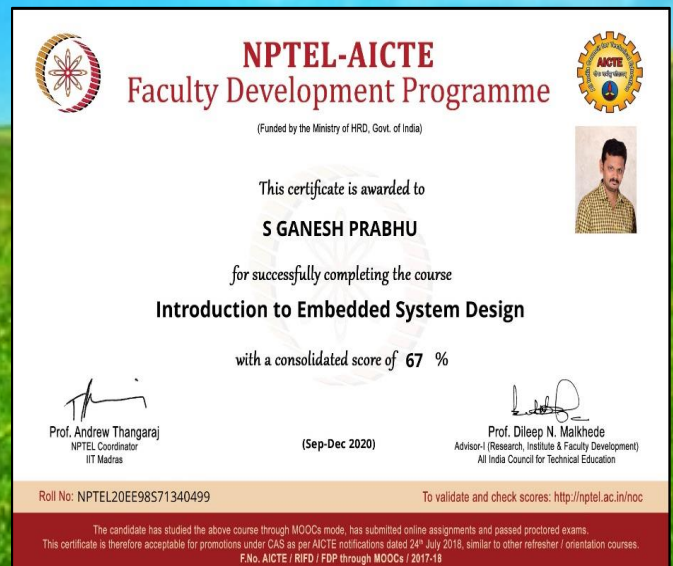 NPTEL-AICTE
Faculty Development Programme
(Funded by the Ministry of HRD, Govt. of India)
AICTE
This certificate is awarded to
S GANESH PRABHU
for successfully completing the course
Introduction to Embedded System Design
with a consolidated score of 67 %
Prof. Andrew Thangaraj
NPTEL Coordinator
IIT Madras
(Sep-Dec 2020)
Prof. Dileep N. Malkhede
Advisor-I (Research, Institute & Faculty Development)
All India Council for Technical Education
Roll No: NPTEL20EE98S71340499
To validate and check scores: http://nptel.ac.in/noc
The candidate has studied the above course through MOOCs mode, has submitted online assignments and passed proctored exams.
This certificate is therefore acceptable for promotions under CAS as per AICTE notifications dated 24th July 2018, similar to other refresher / orientation courses.
F.No. AICTE / RIFD / FDP through MOOCs / 2017-18